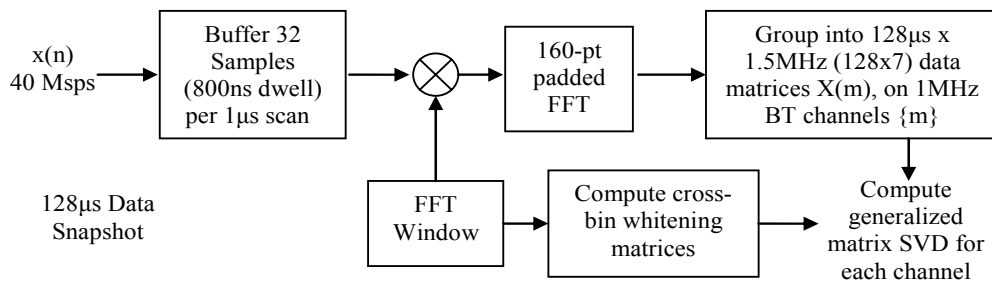 x(n)
40 Msps
Buffer 32
Samples
(800ns dwell)
per 1μs scan
160-pt
padded
FFT
Group into 128μs x
1.5MHz (128x7) data
matrices X(m), on 1MHz
BT channels {m}
128μs Data
Snapshot
FFT
Window
Compute cross-
bin whitening
matrices
Compute
generalized
matrix SVD for
each channel